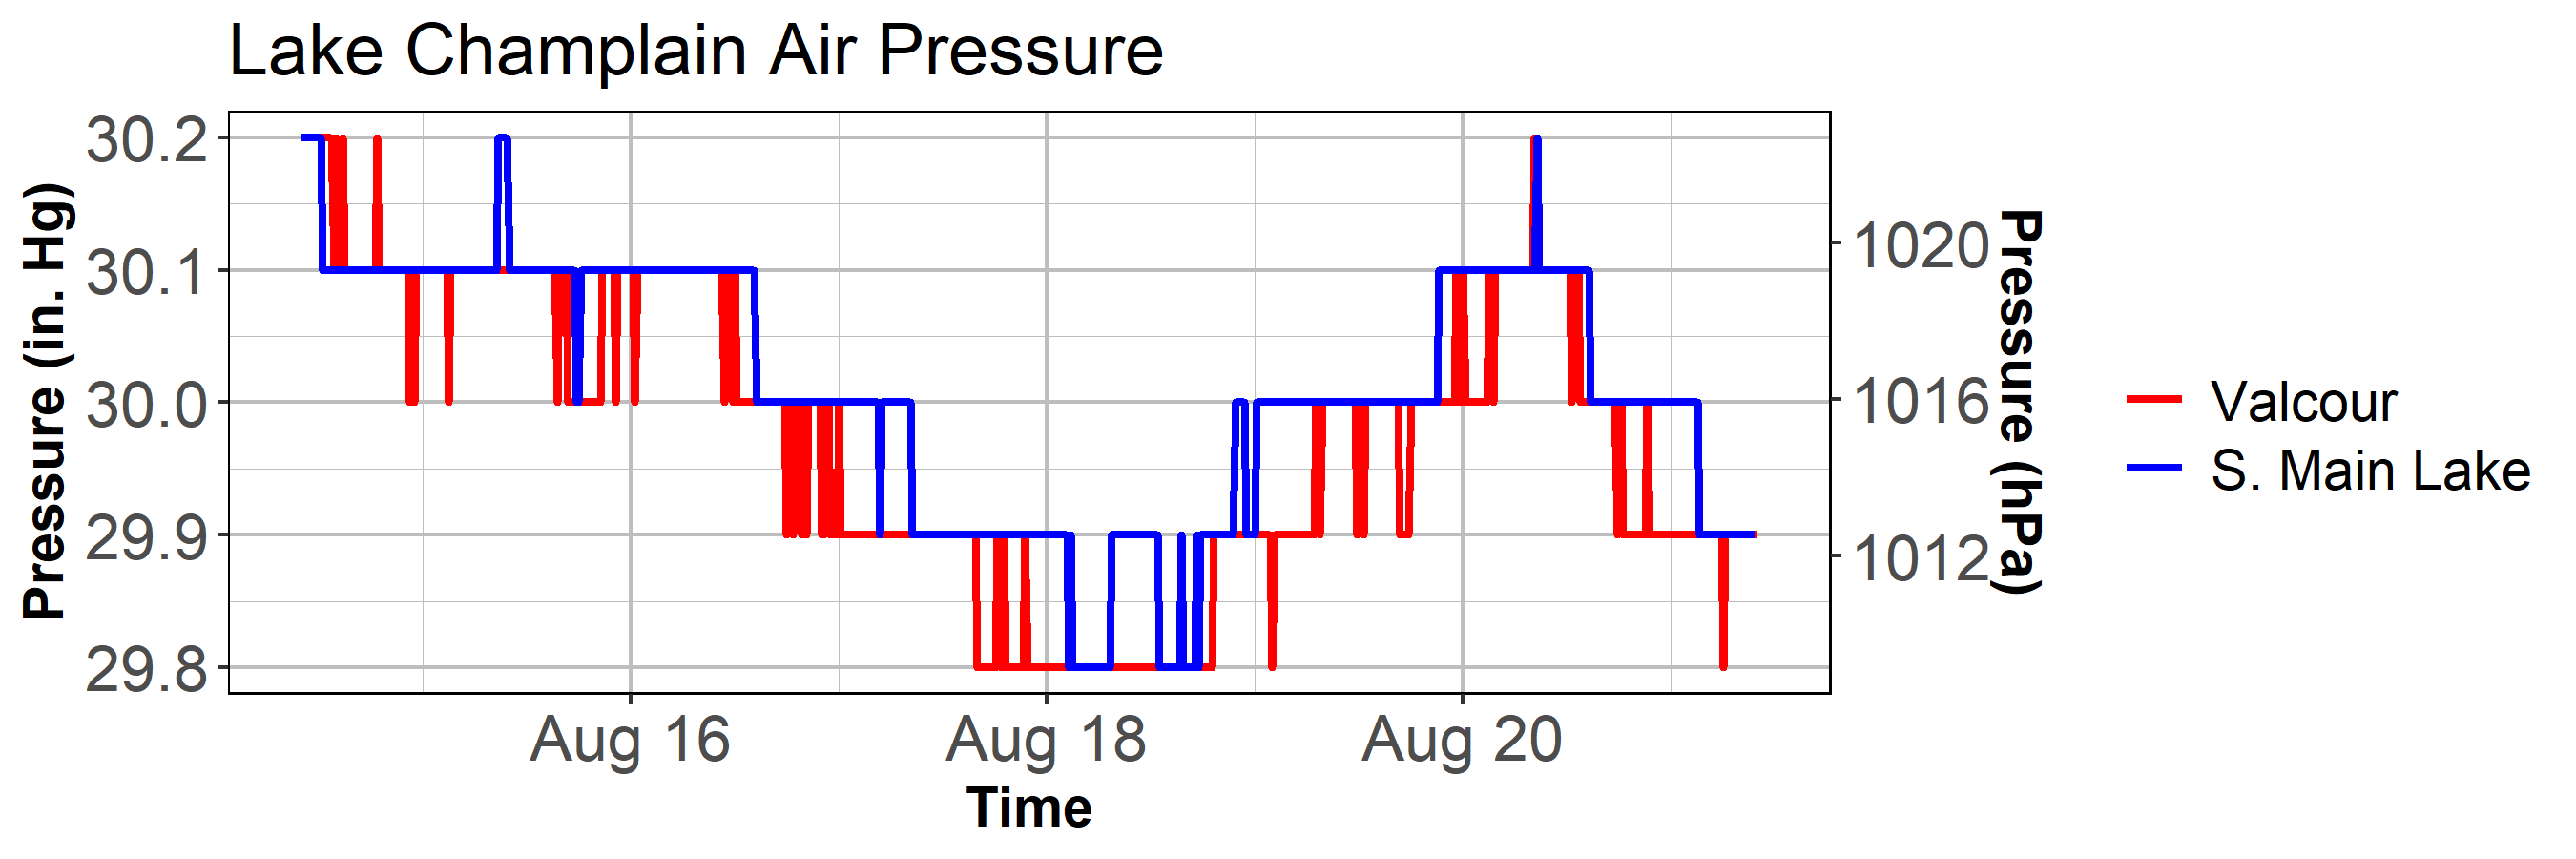 Lake Champlain Air Pressure
30.2
30.1
30.0
29.9
29.8
Pressure (in. Hg)
Aug 16
Aug 18
Aug 20
Time
1020
1016
1012
Pressure (hPa)
Valcour
S. Main Lake